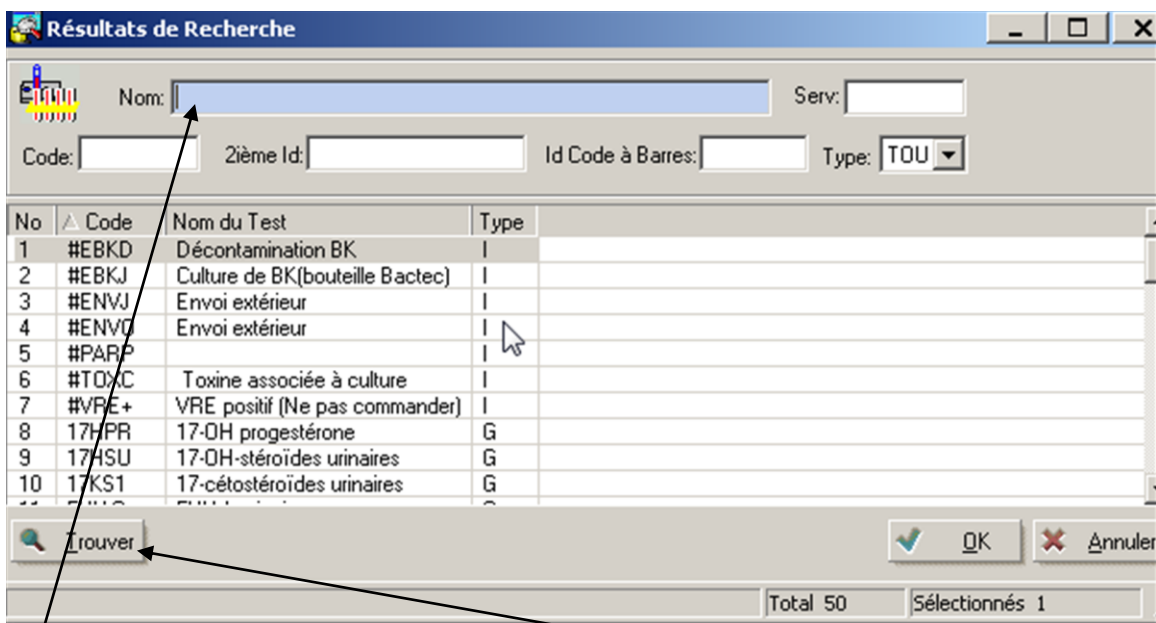 Résultats de Recherche
Nom: Serv:
Code: 2ième Id: Id Code à Barres: Type: TOU
No Code Nom du Test Type
1 #EBKD Décontamination BK I
2 #EBKJ Culture de BK(bouteille Bactec) I
3 #ENVJ Envoi extérieur I
4 #ENVO Envoi extérieur I
5 #PARP I
6 #TOXC Toxine associée à culture I
7 #VRE+ VRE positif (Ne pas commander) I
8 17HPR 17-OH progestérone G
9 17HSU 17-OH-stéroïdes urinaires G
10 17KS1 17-cétostéroïdes urinaires G
Trouver OK Annuler
Total 50 Sélectionnés 1